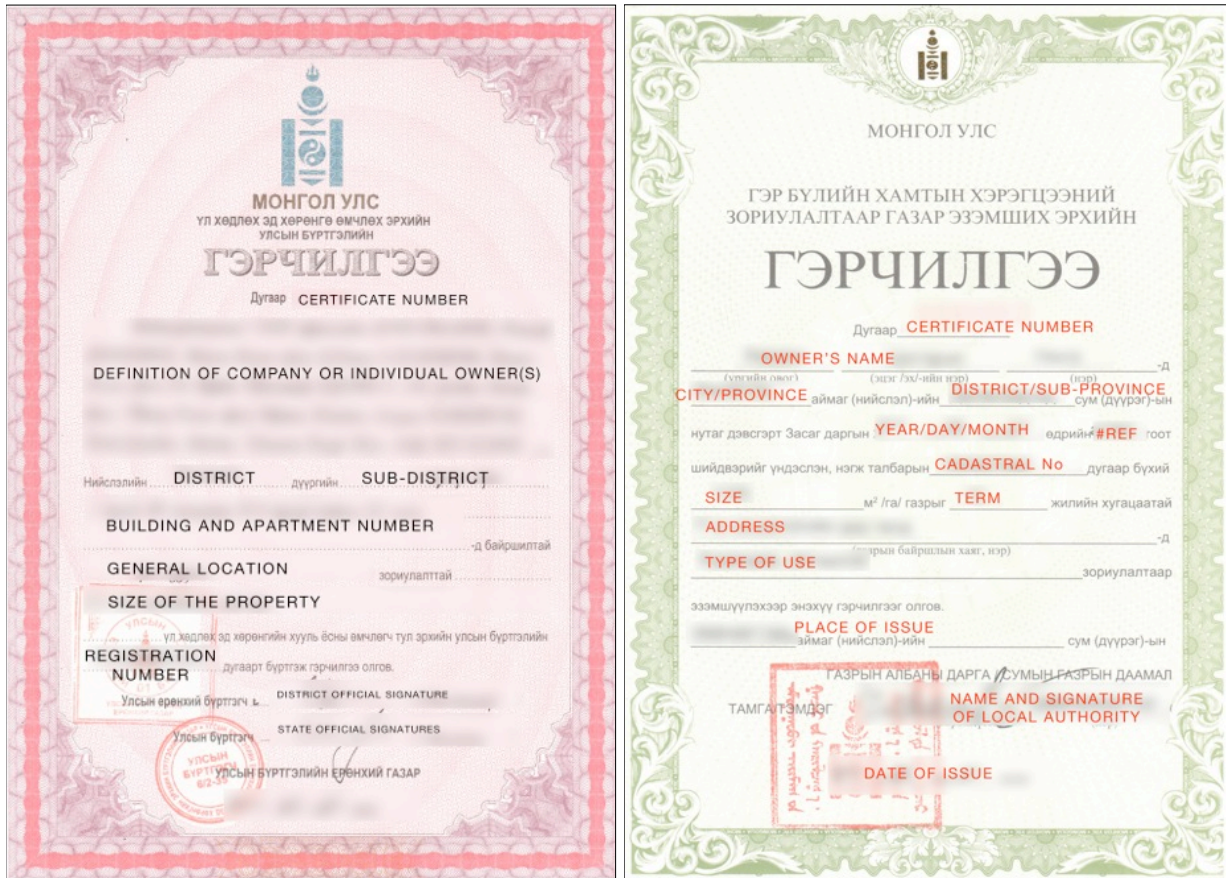 МОНГОЛ УЛС
ҮЛ ХӨДЛӨХ ЭД ХӨРӨНГӨ ӨМЧЛӨХ ЭРХИЙН
УЛСЫН БҮРТГЭЛИЙН
ГЭРЧИЛГЭЭ
Дугаар CERTIFICATE NUMBER
DEFINITION OF COMPANY OR INDIVIDUAL OWNER(S)
Нийслэлийн DISTRICT дүүргийн SUB-DISTRICT
BUILDING AND APARTMENT NUMBER
-д байршилтай
GENERAL LOCATION зориулалттай
SIZE OF THE PROPERTY
үл хөдлөх эд хөрөнгийн хууль ёсны өмчлөгч тул эрхийн улсын бүртгэлийн
REGISTRATION NUMBER дугаарт бүртгэж гэрчилгээ олгов.
Улсын ерөнхий бүртгэгч DISTRICT OFFICIAL SIGNATURE
Улсын бүртгэгч STATE OFFICIAL SIGNATURES
УЛСЫН БҮРТГЭЛИЙН ЕРӨНХИЙ ГАЗАР
МОНГОЛ УЛС
ГЭР БҮЛИЙН ХАМТЫН ХЭРЭГЦЭЭНИЙ
ЗОРИУЛАЛТААР ГАЗАР ЭЗЭМШИХ ЭРХИЙН
ГЭРЧИЛГЭЭ
Дугаар CERTIFICATE NUMBER
OWNER'S NAME -д
(ургийн овог) (эцэг /эх/-ийн нэр) (нэр)
CITY/PROVINCE аймаг (нийслэл)-ийн DISTRICT/SUB-PROVINCE сум (дүүрэг)-ын
нутаг дэвсгэрт Засаг даргын YEAR/DAY/MONTH өдрийн #REF тоот
шийдвэрийг үндэслэн, нэгж талбарын CADASTRAL No дугаар бүхий
SIZE м² /га/ газрыг TERM жилийн хугацаатай
ADDRESS -д
(газрын байршлын хаяг, нэр)
TYPE OF USE зориулалтаар
эзэмшүүлэхээр энэхүү гэрчилгээг олгов.
PLACE OF ISSUE
аймаг (нийслэл)-ийн сум (дүүрэг)-ын
ГАЗРЫН АЛБАНЫ ДАРГА /СУМЫН ГАЗРЫН ДААМАЛ
ТАМГА/ТЭМДЭГ NAME AND SIGNATURE
OF LOCAL AUTHORITY
DATE OF ISSUE